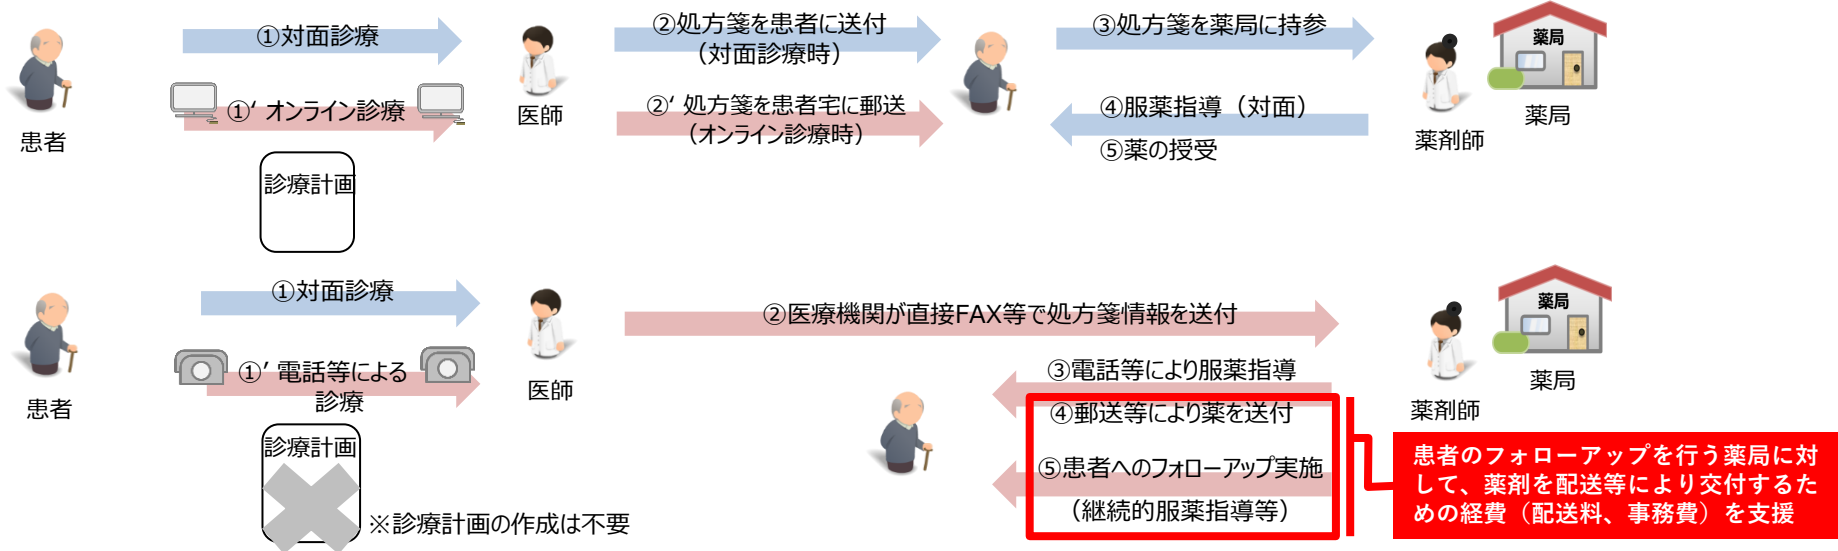 ①対面診療
患者
①‘ オンライン診療
診療計画
医師
②処方箋を患者に送付
（対面診療時）
②‘ 処方箋を患者宅に郵送
（オンライン診療時）
③処方箋を薬局に持参
④服薬指導（対面）
⑤薬の授受
薬剤師
薬局
薬局
①対面診療
患者
①’ 電話等による
診療
診療計画
※診療計画の作成は不要
医師
②医療機関が直接FAX等で処方箋情報を送付
③電話等により服薬指導
④郵送等により薬を送付
⑤患者へのフォローアップ実施
（継続的服薬指導等）
薬剤師
薬局
薬局
患者のフォローアップを行う薬局に対
して、薬剤を配送等により交付するた
めの経費（配送料、事務費）を支援